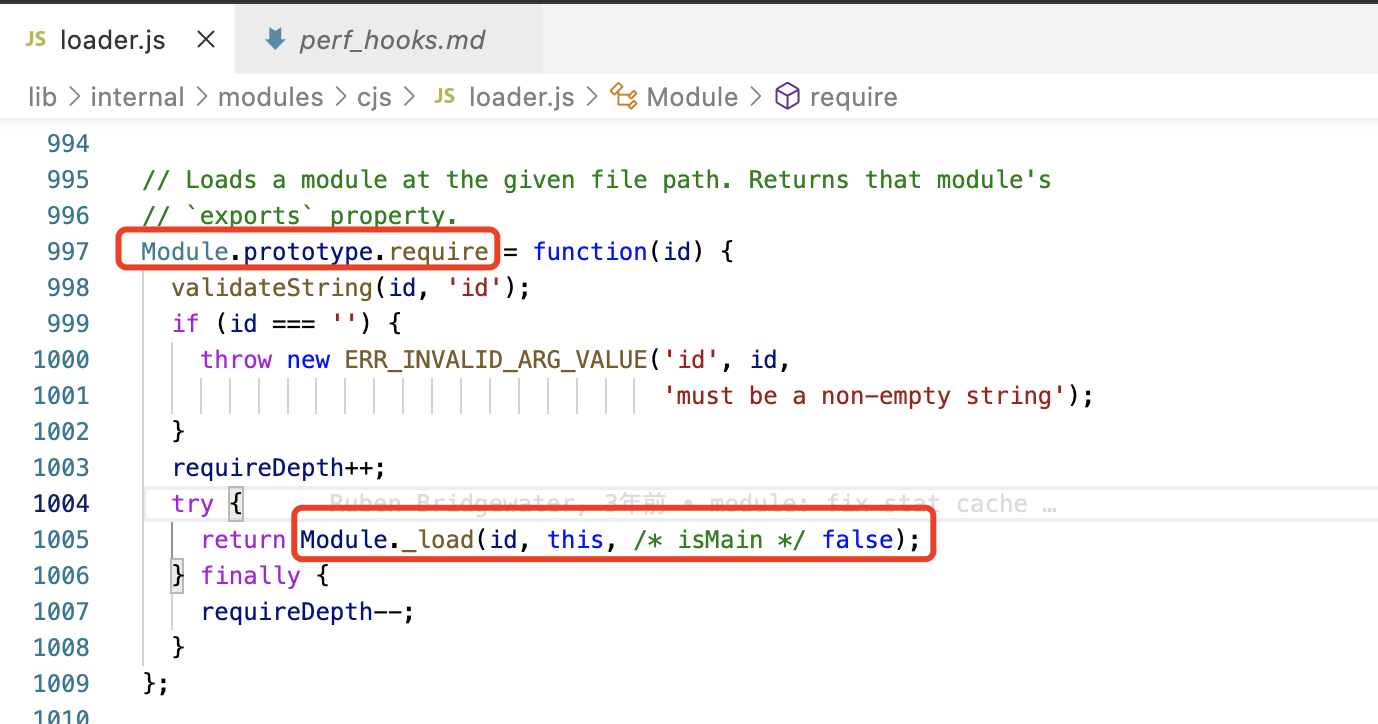 JS loader.js ×
perf_hooks.md
lib > internal > modules > cjs > JS loader.js > Module > require
994
995 // Loads a module at the given file path. Returns that module's
996 // `exports` property.
997 Module.prototype.require = function(id) {
998 validateString(id, 'id');
999 if (id === '') {
1000 throw new ERR_INVALID_ARG_VALUE('id', id,
1001 'must be a non-empty string');
1002 }
1003 requireDepth++;
1004 try { Ruben Bridgewater, 3年前 • module: fix stat cache …
1005 return Module._load(id, this, /* isMain */ false);
1006 } finally {
1007 requireDepth--;
1008 }
1009 };
1010